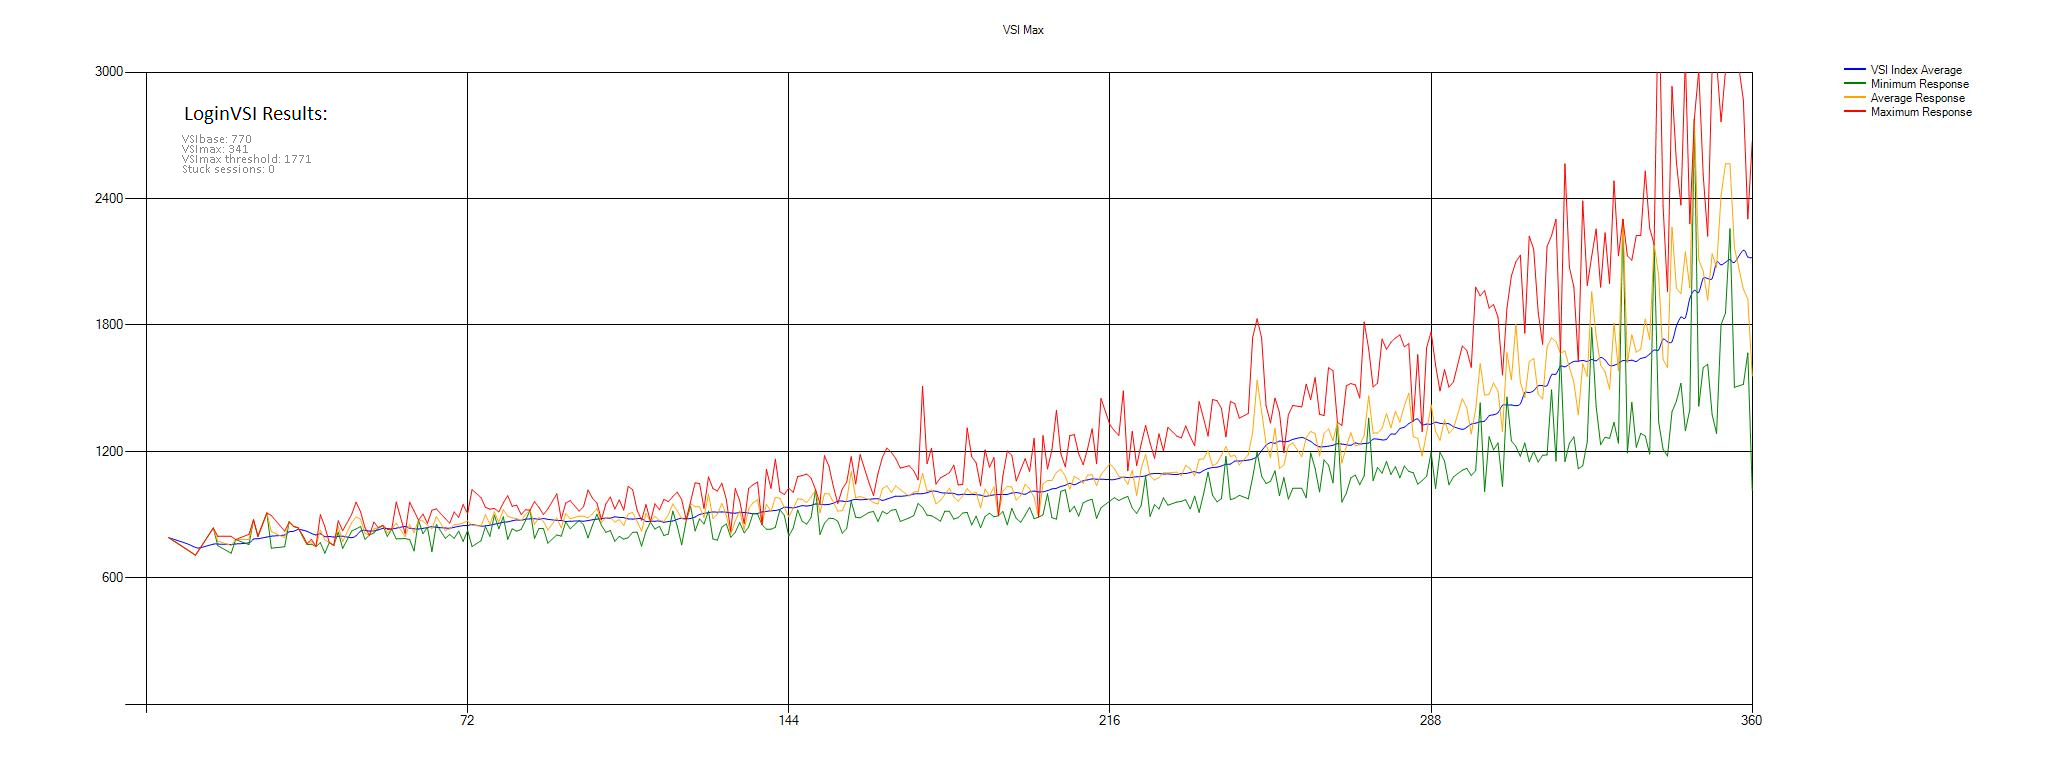 VSI Max
3000
2400
1800
1200
600
LoginVSI Results:
VSIbase: 770
VSImax: 341
VSImax threshold: 1771
Stuck sessions: 0
VSI Index Average
Minimum Response
Average Response
Maximum Response
72
144
216
288
360